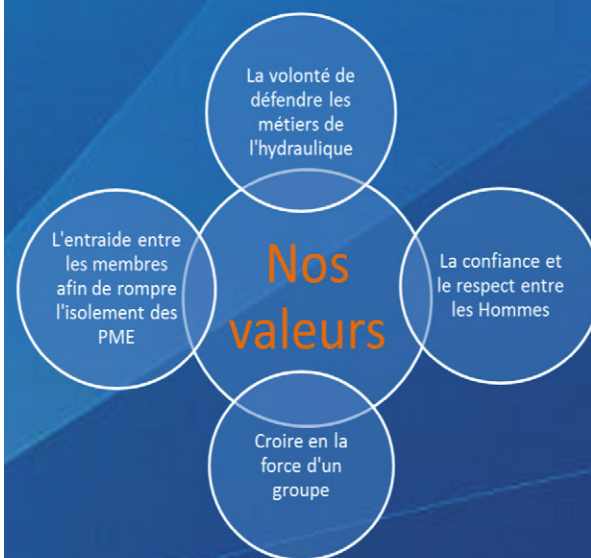 La volonté de
défendre les
métiers de
l'hydraulique
L'entraide entre
les membres
afin de rompre
l'isolement des
PME
Nos
valeurs
La confiance et
le respect entre
les Hommes
Croire en la
force d'un
groupe